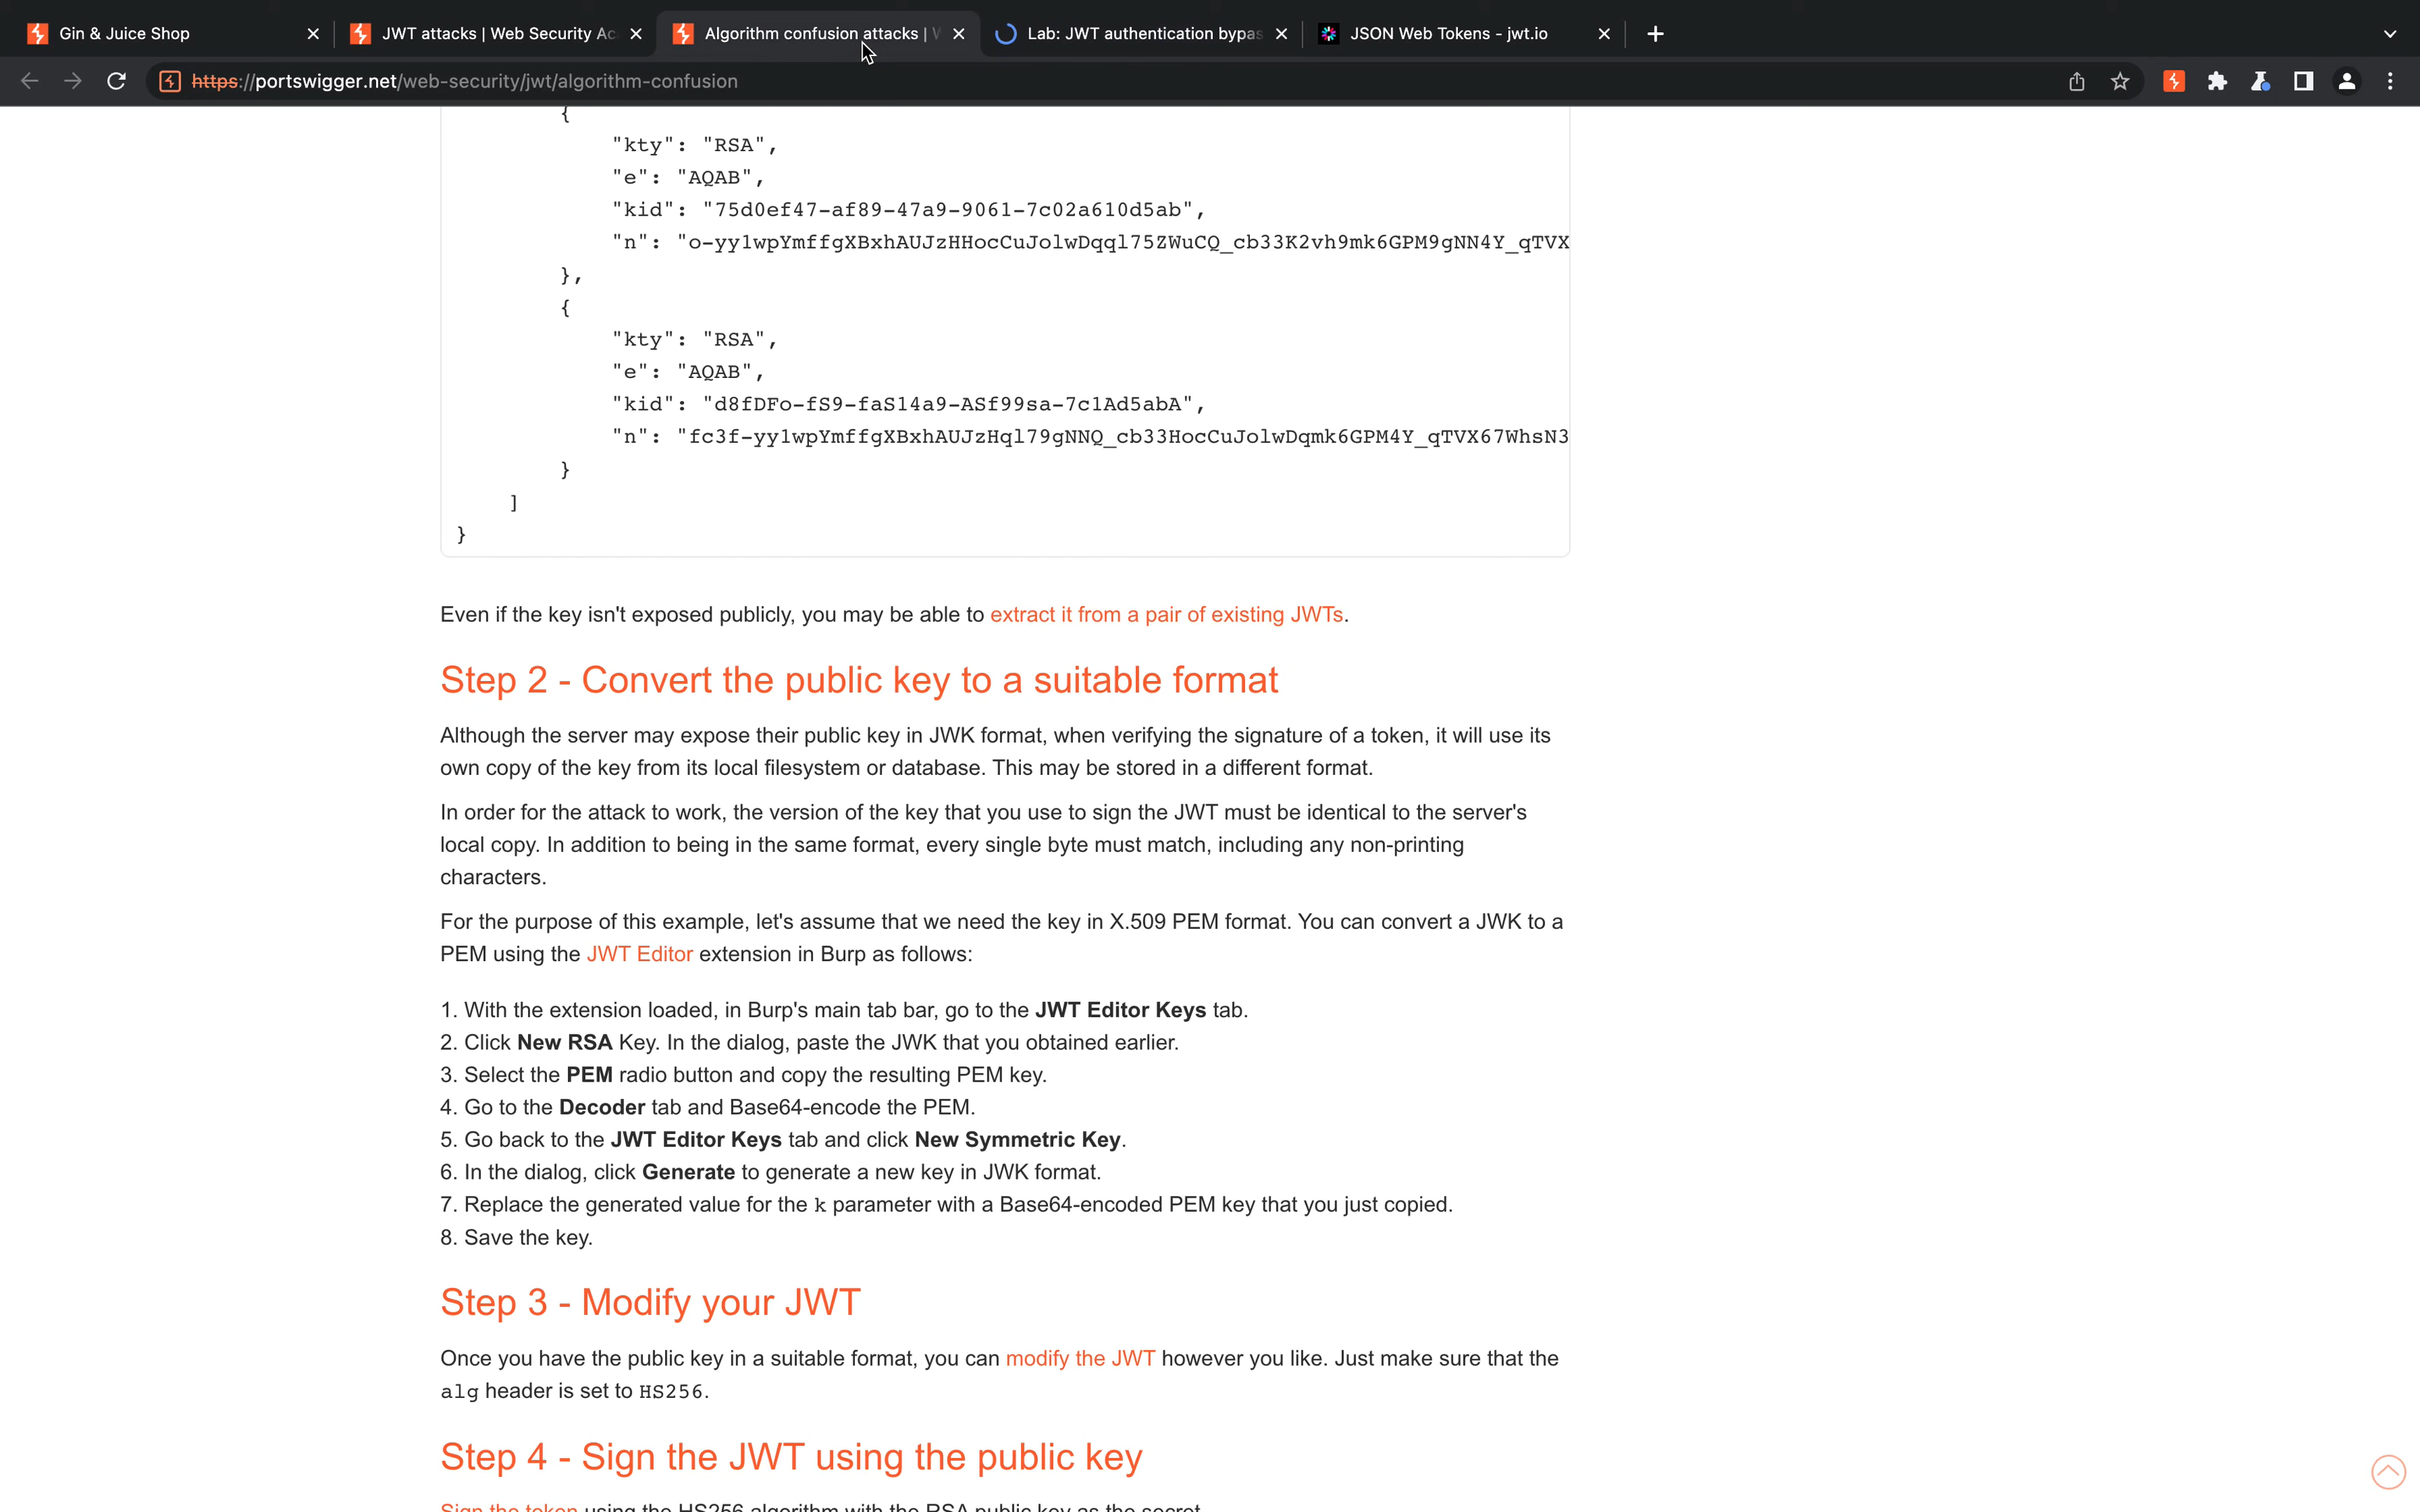 Gin & Juice Shop
JWT attacks | Web Security Ac
Algorithm confusion attacks |
Lab: JWT authentication bypas
JSON Web Tokens - jwt.io
https://portswigger.net/web-security/jwt/algorithm-confusion
{
"kty": "RSA",
"e": "AQAB",
"kid": "75d0ef47-af89-47a9-9061-7c02a610d5ab",
"n": "o-yy1wpYmffgXBxhAUJzHHocCuJolwDqql75ZWuCQ_cb33K2vh9mk6GPM9gNN4Y_qTVX
},
{
"kty": "RSA",
"e": "AQAB",
"kid": "d8fDFo-fS9-faS14a9-ASf99sa-7c1Ad5abA",
"n": "fc3f-yy1wpYmffgXBxhAUJzHql79gNNQ_cb33HocCuJolwDqmk6GPM4Y_qTVX67WhsN3
}
]
}
Even if the key isn't exposed publicly, you may be able to extract it from a pair of existing JWTs.
Step 2 - Convert the public key to a suitable format
Although the server may expose their public key in JWK format, when verifying the signature of a token, it will use its
own copy of the key from its local filesystem or database. This may be stored in a different format.
In order for the attack to work, the version of the key that you use to sign the JWT must be identical to the server's
local copy. In addition to being in the same format, every single byte must match, including any non-printing
characters.
For the purpose of this example, let's assume that we need the key in X.509 PEM format. You can convert a JWK to a
PEM using the JWT Editor extension in Burp as follows:
1. With the extension loaded, in Burp's main tab bar, go to the JWT Editor Keys tab.
2. Click New RSA Key. In the dialog, paste the JWK that you obtained earlier.
3. Select the PEM radio button and copy the resulting PEM key.
4. Go to the Decoder tab and Base64-encode the PEM.
5. Go back to the JWT Editor Keys tab and click New Symmetric Key.
6. In the dialog, click Generate to generate a new key in JWK format.
7. Replace the generated value for the k parameter with a Base64-encoded PEM key that you just copied.
8. Save the key.
Step 3 - Modify your JWT
Once you have the public key in a suitable format, you can modify the JWT however you like. Just make sure that the
alg header is set to HS256.
Step 4 - Sign the JWT using the public key
Sign the token using the HS256 algorithm with the RSA public key as the secret.